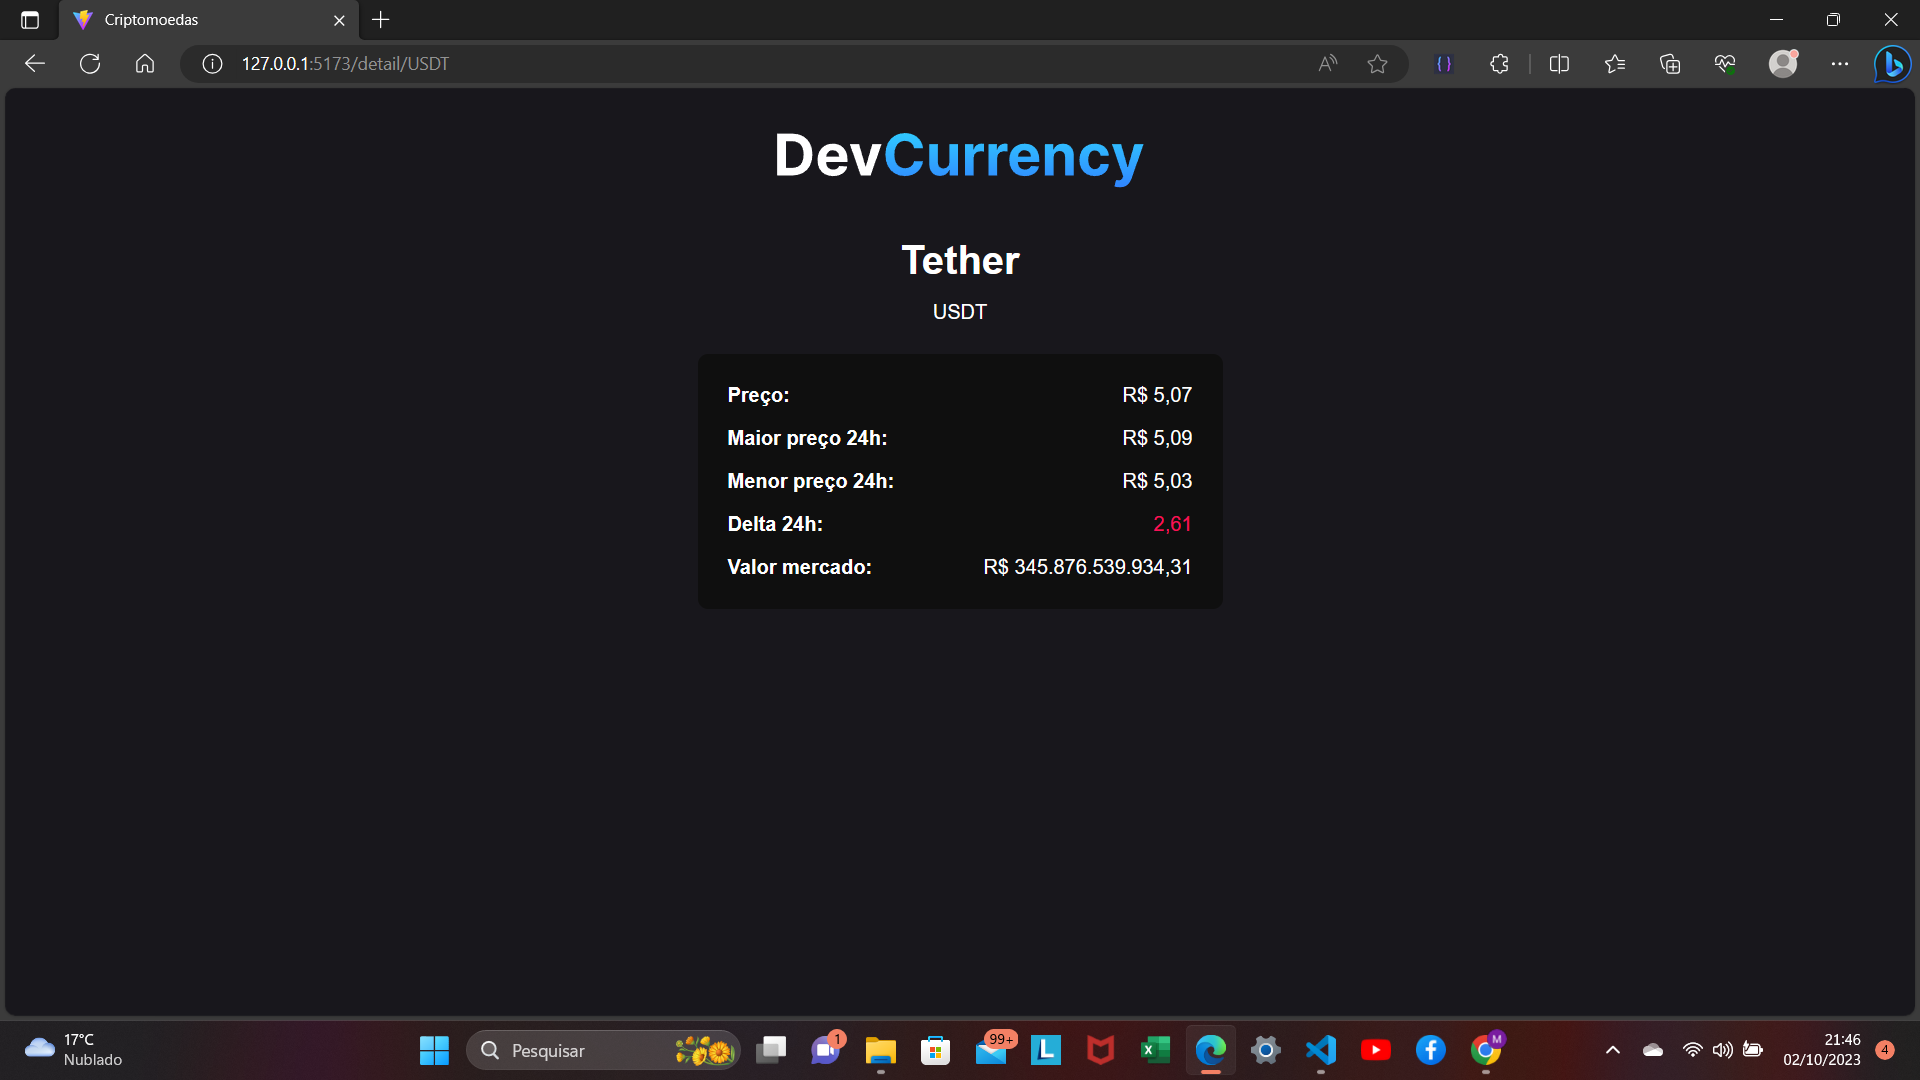 Criptomoedas
127.0.0.1:5173/detail/USDT
DevCurrency
Tether
USDT
Preço: R$ 5,07
Maior preço 24h: R$ 5,09
Menor preço 24h: R$ 5,03
Delta 24h: 2,61
Valor mercado: R$ 345.876.539.934,31
17°C
Nublado
Pesquisar
1
99+
L
X
M
21:46
02/10/2023
4